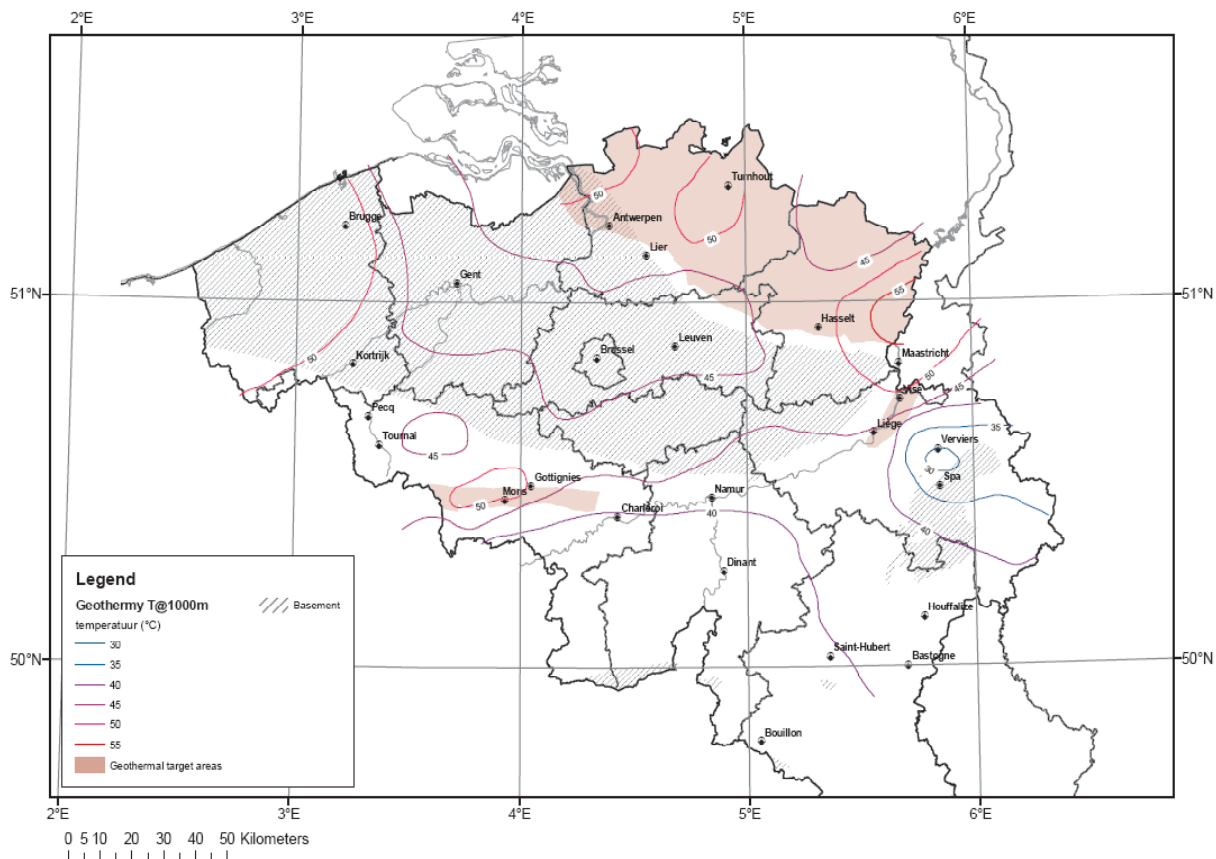 2°E 3°E 4°E 5°E 6°E
Turnhout
50
Brugge
Antwerpen
50
Lier
45
Gent
51°N 51°N
55
Hasselt
Leuven
Brussel
Maastricht
50
Kortrijk
50
45
45
Visé
Pecq
Liège
35
Tournai
Verviers
45
30
Spa
Gottignies
Mons
50
Namur
Charleroi
40
40
Dinant
Houffalize
Saint-Hubert
Bastogne
50°N 50°N
Bouillon
Legend
Geothermy T@1000m
Basement
temperatuur (°C)
30
35
40
45
50
55
Geothermal target areas
2°E 3°E 4°E 5°E 6°E
0 5 10 20 30 40 50 Kilometers